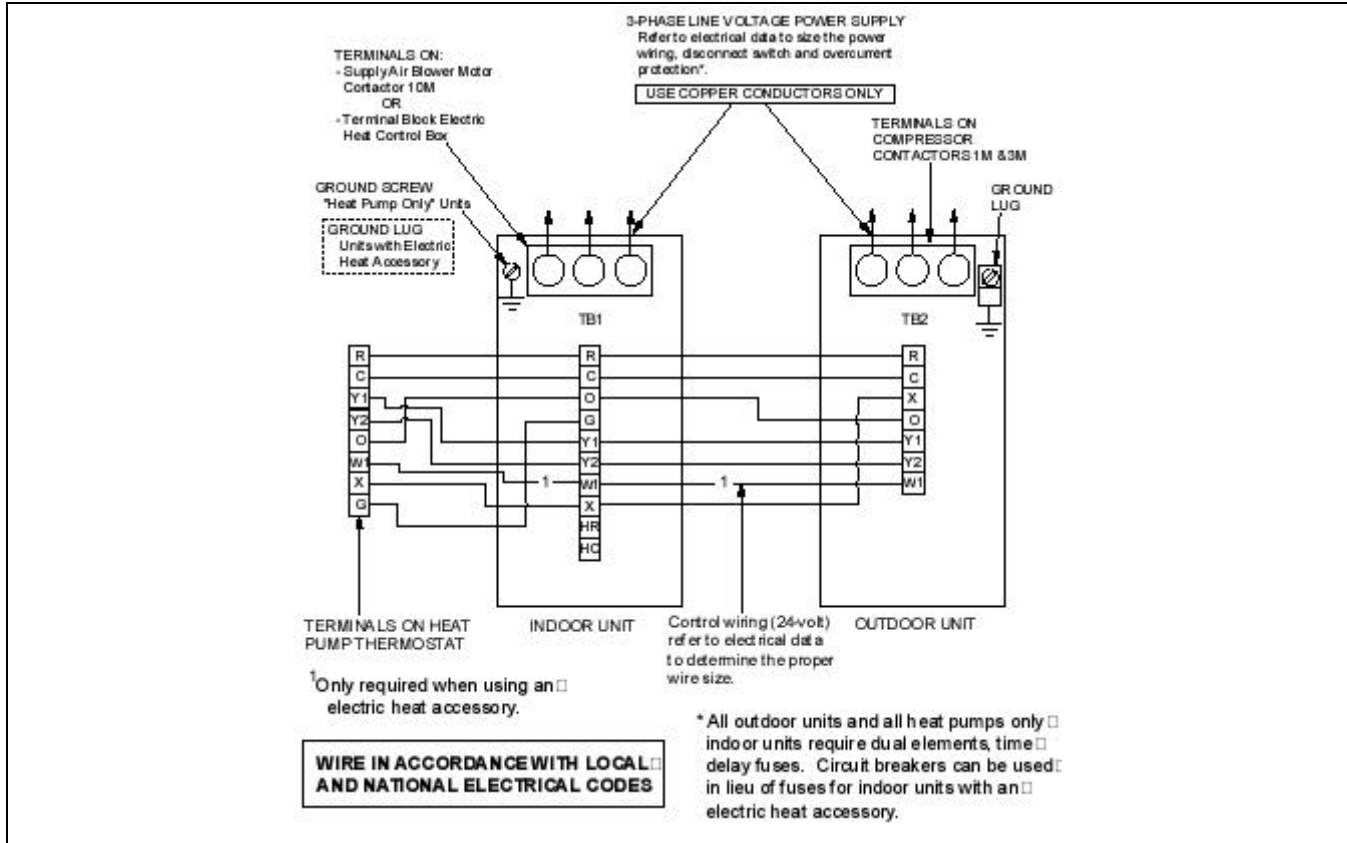 3-PHASE LINE VOLTAGE POWER SUPPLY
Refer to electrical data to size the power
wiring, disconnect switch and overcurrent
protection*.
USE COPPER CONDUCTORS ONLY
TERMINALS ON:
- Supply Air Blower Motor
Contactor 10M
OR
- Terminal Block Electric
Heat Control Box
TERMINALS ON
COMPRESSOR
CONTACTORS 1M & 3M
GROUND SCREW
"Heat Pump Only" Units
GROUND LUG
Units with Electric
Heat Accessory
GROUND
LUG
TB1
TB2
R
C
Y1
Y2
O
W1
X
G
R
C
O
G
Y1
Y2
W1
X
HR
HC
R
C
X
O
Y1
Y2
W1
1
1
TERMINALS ON HEAT
PUMP THERMOSTAT
INDOOR UNIT
Control wiring (24-volt)
refer to electrical data
to determine the proper
wire size.
OUTDOOR UNIT
1Only required when using an
electric heat accessory.
WIRE IN ACCORDANCE WITH LOCAL
AND NATIONAL ELECTRICAL CODES
* All outdoor units and all heat pumps only
indoor units require dual elements, time
delay fuses. Circuit breakers can be used
in lieu of fuses for indoor units with an
electric heat accessory.